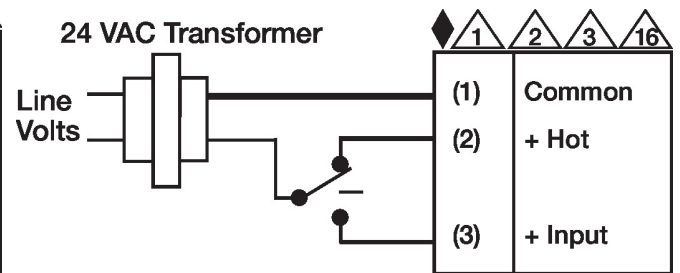 24 VAC Transformer
1 2 3 16
Line
Volts
(1) Common
(2) + Hot
(3) + Input